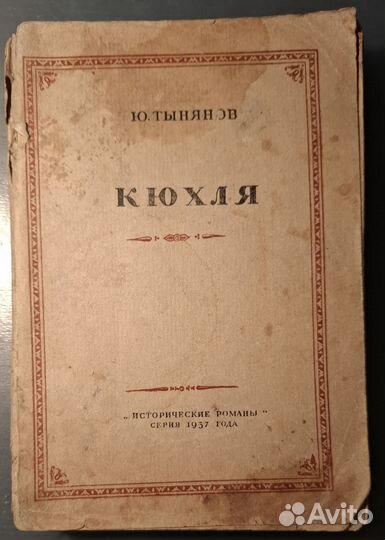 Ю. ТЫНЯНОВ
КЮХЛЯ
„ИСТОРИЧЕСКИЕ РОМАНЫ"
СЕРИЯ 1937 ГОДА
Avito